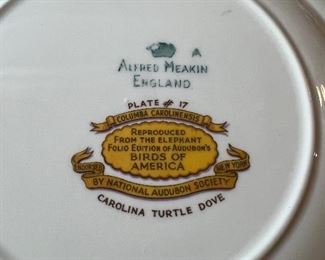 A
ALFRED MEAKIN
ENGLAND
PLATE # 17
COLUMBA CAROLINENSIS
REPRODUCED
FROM THE ELEPHANT
FOLIO EDITION OF AUDUBON'S
BIRDS OF
AMERICA
ENDORSED
NEW YORK
BY NATIONAL AUDUBON SOCIETY
CAROLINA TURTLE DOVE